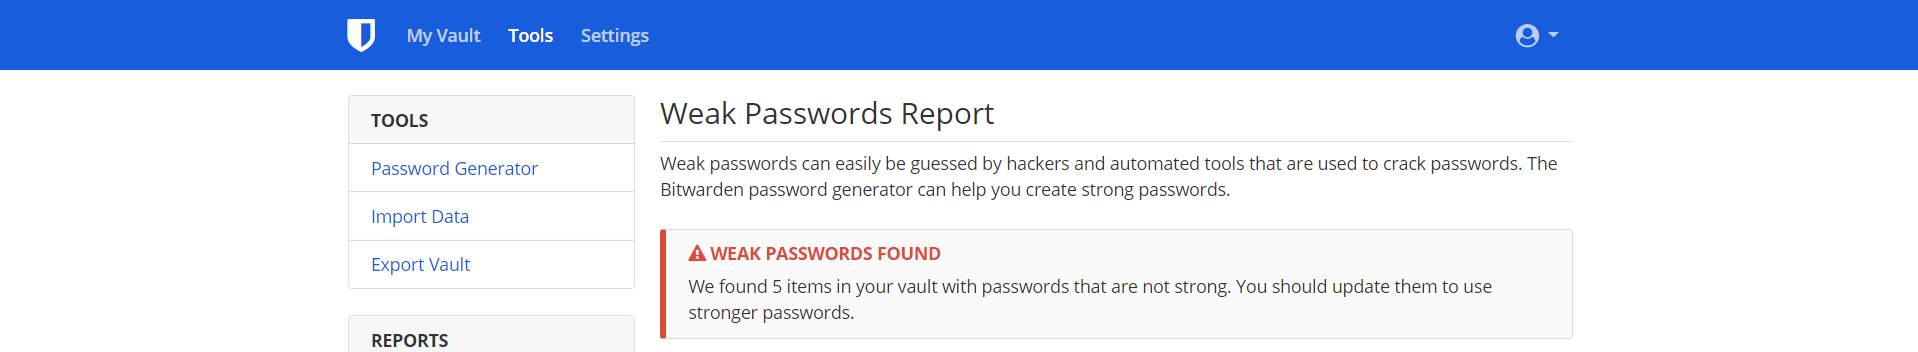 My Vault Tools Settings
TOOLS
Password Generator
Import Data
Export Vault
REPORTS
Weak Passwords Report
Weak passwords can easily be guessed by hackers and automated tools that are used to crack passwords. The
Bitwarden password generator can help you create strong passwords.
WEAK PASSWORDS FOUND
We found 5 items in your vault with passwords that are not strong. You should update them to use
stronger passwords.